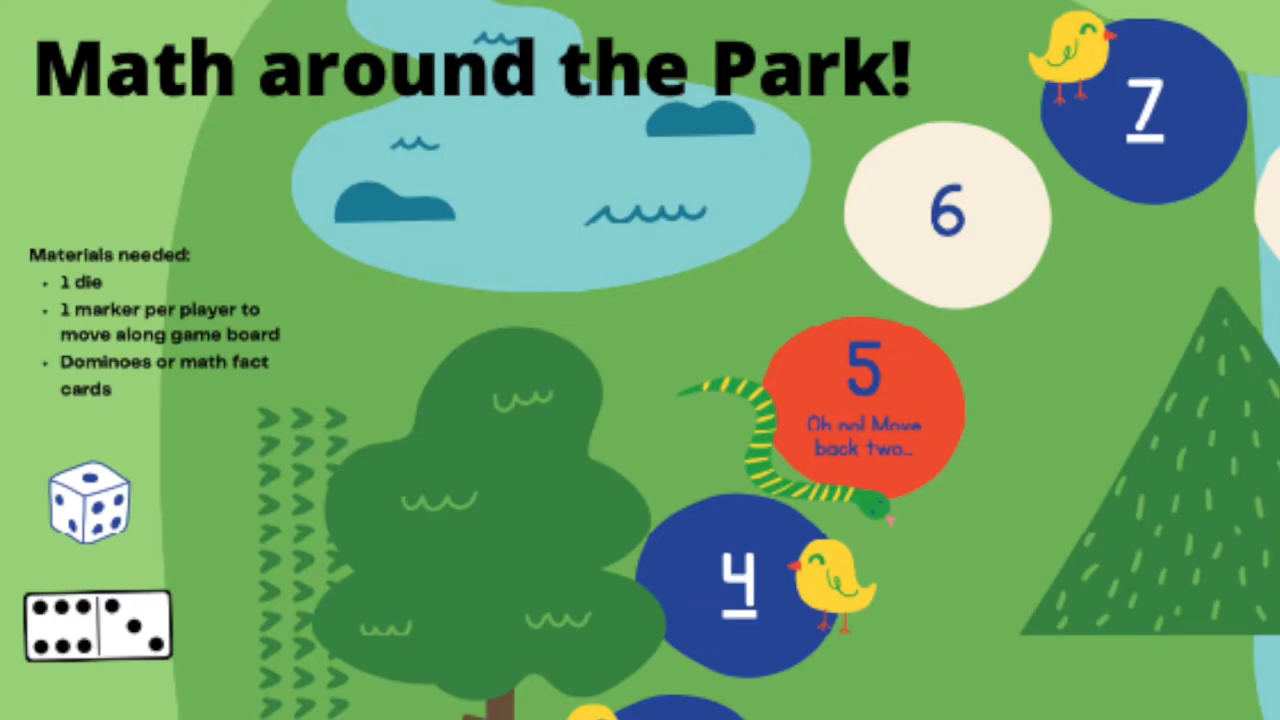 Math around the Park!
7
6
Materials needed:
• 1 die
• 1 marker per player to
move along game board
• Dominoes or math fact
cards
5
Oh no! Move
back two...
4